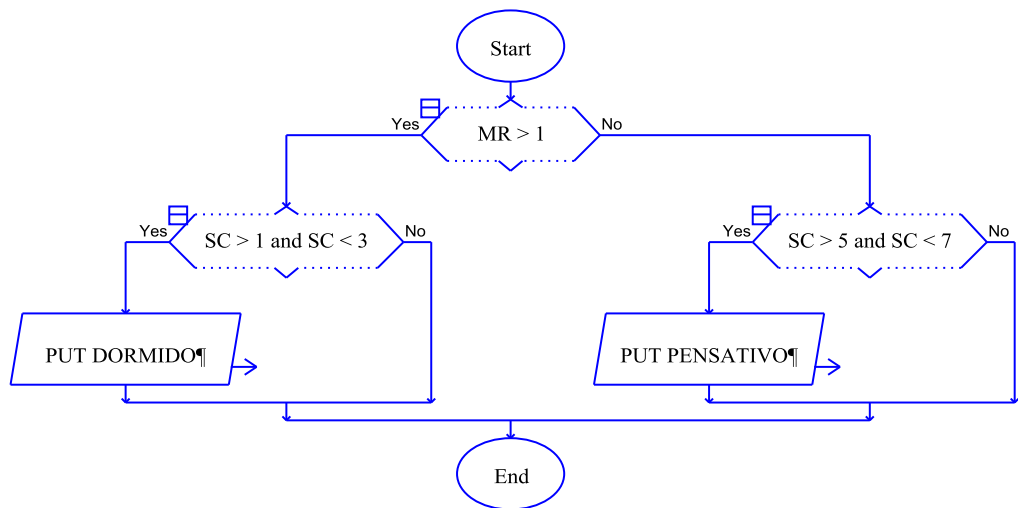 Start
Yes
MR > 1
No
Yes
SC > 1 and SC < 3
No
Yes
SC > 5 and SC < 7
No
PUT DORMIDO¶
PUT PENSATIVO¶
End